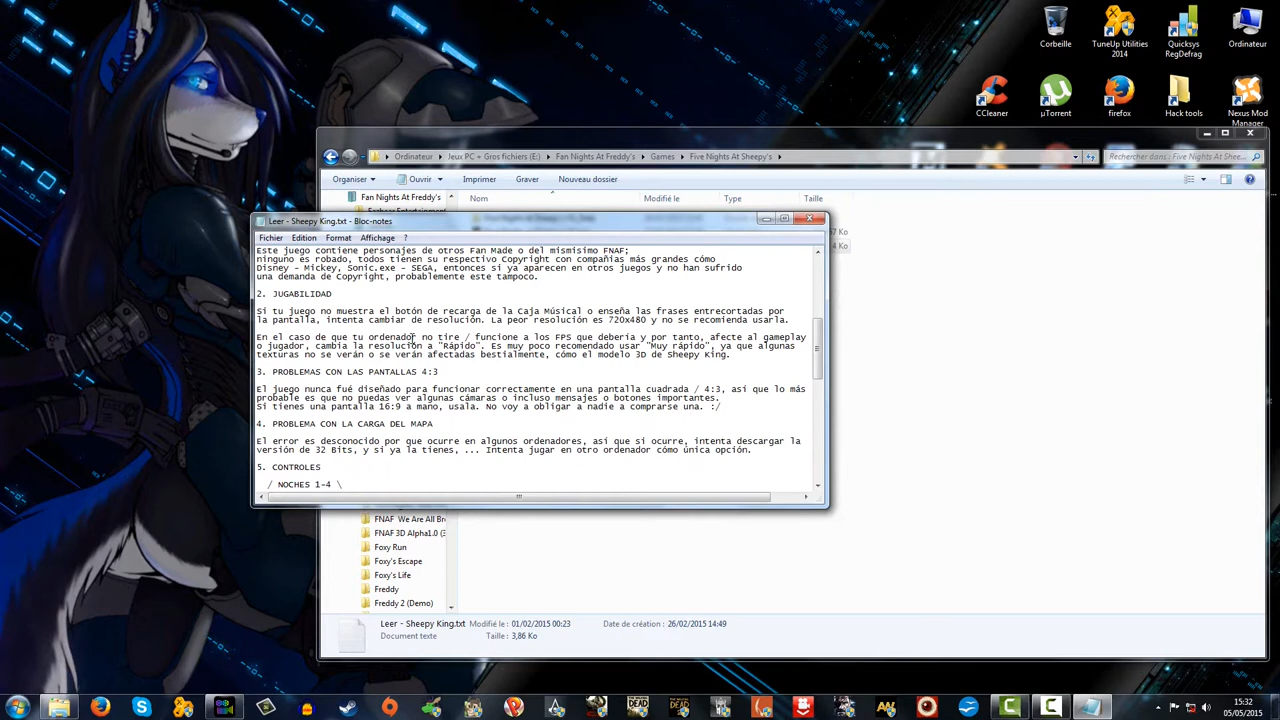 Corbeille
TuneUp Utilities 2014
Quicksys RegDefrag
Ordinateur
CCleaner
µTorrent
firefox
Hack tools
Nexus Mod Manager
Ordinateur
Jeux PC + Gros fichiers (E:)
Fan Nights At Freddy's
Games
Five Nights At Sheepy's
Rechercher dans : Five Nights At Shee...
Organiser
Ouvrir
Imprimer
Graver
Nouveau dossier
Fan Nights At Freddy's
Nom
Modifié le
Type
Taille
Leer - Sheepy King.txt - Bloc-notes
Fichier Edition Format Affichage ?
Este juego contiene personajes de otros Fan Made o del mismisimo FNAF;
ninguno es robado, todos tienen su respectivo Copyright con compañias más grandes cómo
Disney - Mickey, Sonic.exe - SEGA, entonces si ya aparecen en otros juegos y no han sufrido
una demanda de Copyright, probablemente este tampoco.
2. JUGABILIDAD
Si tu juego no muestra el botón de recarga de la Caja Músical o enseña las frases entrecortadas por
la pantalla, intenta cambiar de resolución. La peor resolución es 720x480 y no se recomienda usarla.
En el caso de que tu ordenador no tire / funcione a los FPS que deberia y por tanto, afecte al gameplay
o jugador, cambia la resolución a "Rápido". Es muy poco recomendado usar "Muy rápido", ya que algunas
texturas no se verán o se verán afectadas bestialmente, cómo el modelo 3D de Sheepy King.
3. PROBLEMAS CON LAS PANTALLAS 4:3
El juego nunca fué diseñado para funcionar correctamente en una pantalla cuadrada / 4:3, asi que lo más
probable es que no puedas ver algunas cámaras o incluso mensajes o botones importantes.
Si tienes una pantalla 16:9 a mano, usala. No voy a obligar a nadie a comprarse una. :/
4. PROBLEMA CON LA CARGA DEL MAPA
El error es desconocido por que ocurre en algunos ordenadores, asi que si ocurre, intenta descargar la
versión de 32 Bits, y si ya la tienes, ... Intenta jugar en otro ordenador cómo única opción.
5. CONTROLES
/ NOCHES 1-4 \
FNAF We are All Br
FNAF 3D Alpha1.0 (3
Foxy Run
Foxy's Escape
Foxy's Life
Freddy
Freddy 2 (Demo)
Leer - Sheepy King.txt
Modifié le : 01/02/2015 00:23
Date de création : 26/02/2015 14:49
Document texte
Taille : 3,86 Ko
15:32
05/05/2015